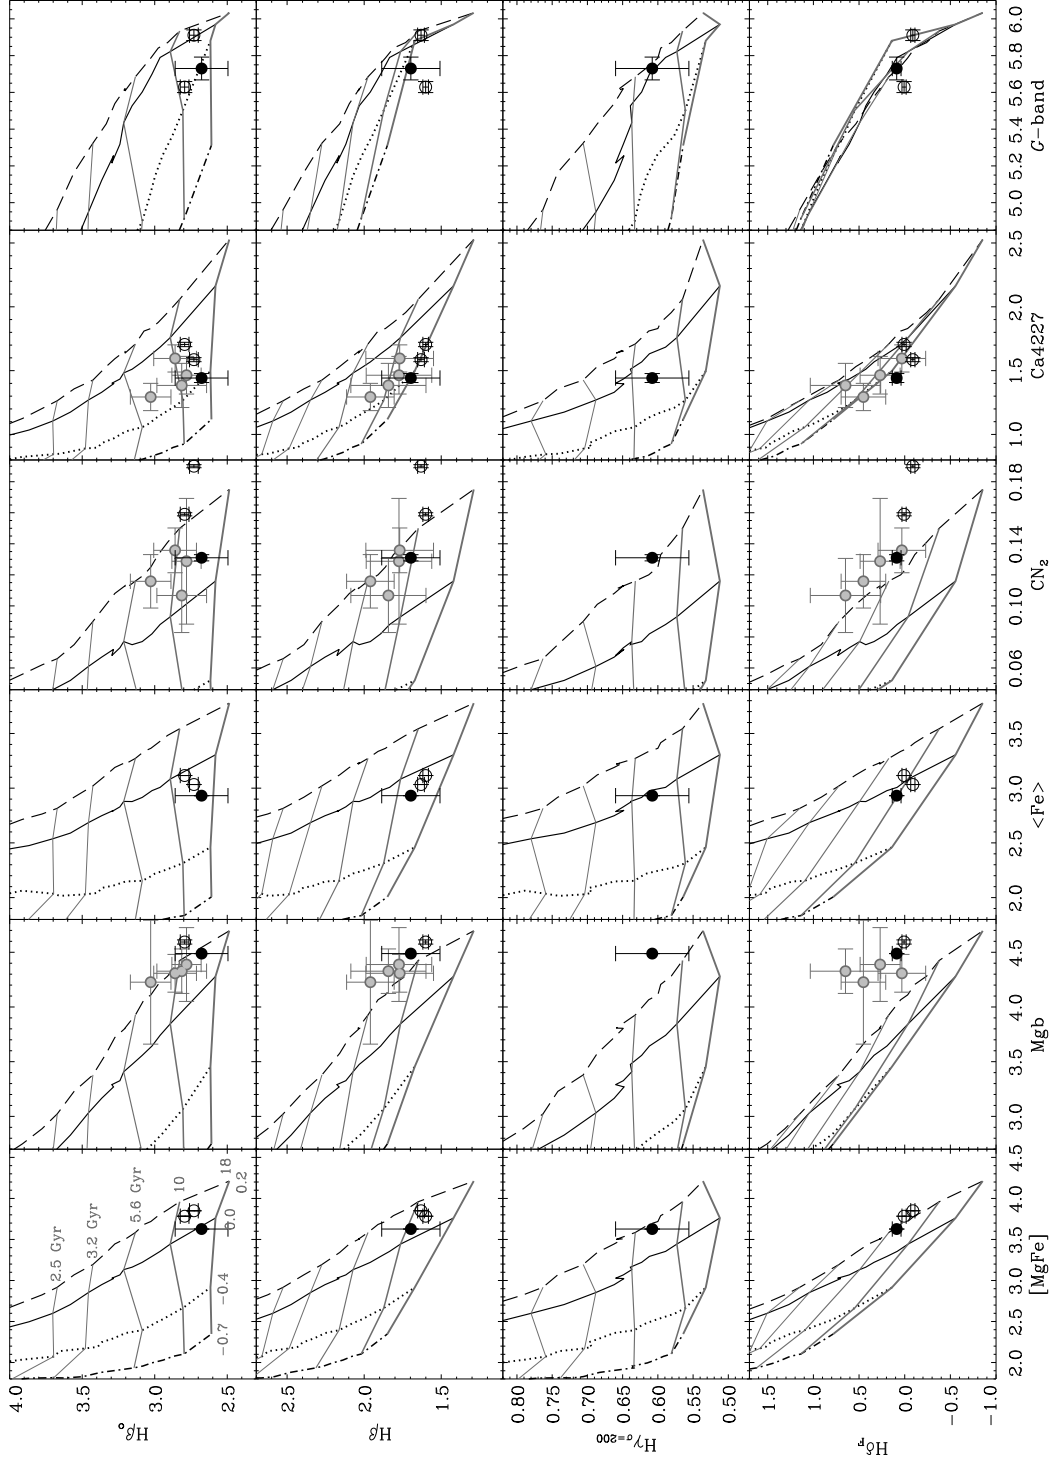 Hβo
4.0
3.5
3.0
2.5
2.5 Gyr
3.2 Gyr
5.6 Gyr
10
18
−0.7
−0.4
0.0
0.2
Hβ
2.5
2.0
1.5
Hγσ=200
0.80
0.75
0.70
0.65
0.60
0.55
0.50
HδF
1.5
1.0
0.5
0.0
−0.5
−1.0
2.0 2.5 3.0 3.5 4.0 4.5
3.0 3.5 4.0 4.5
2.0 2.5 3.0 3.5
0.06 0.10 0.14 0.18
1.0 1.5 2.0 2.5
5.0 5.2 5.4 5.6 5.8 6.0
[MgFe] Mgb <Fe> CN2 Ca4227 G-band